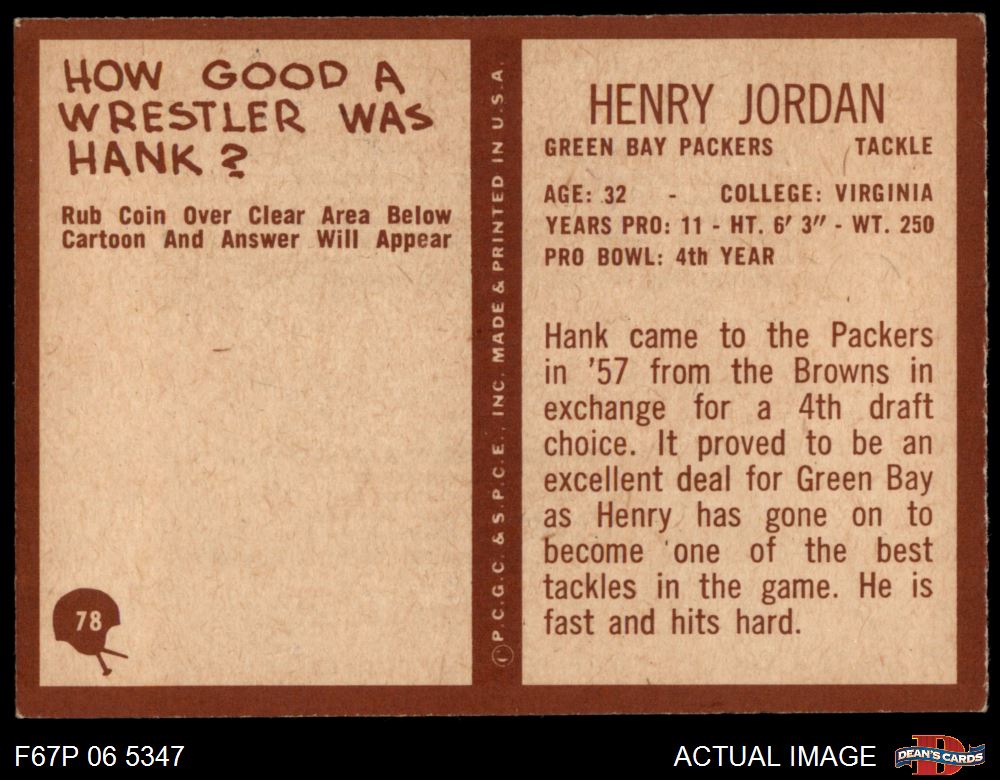 HOW GOOD A
WRESTLER WAS
HANK?
Rub Coin Over Clear Area Below
Cartoon And Answer Will Appear
78
© P.C.G.C. & S.P.C.E., INC. MADE & PRINTED IN U.S.A.
HENRY JORDAN
GREEN BAY PACKERS TACKLE
AGE: 32 - COLLEGE: VIRGINIA
YEARS PRO: 11 - HT. 6' 3" - WT. 250
PRO BOWL: 4th YEAR
Hank came to the Packers
in '57 from the Browns in
exchange for a 4th draft
choice. It proved to be an
excellent deal for Green Bay
as Henry has gone on to
become one of the best
tackles in the game. He is
fast and hits hard.
F67P 06 5347
ACTUAL IMAGE
D
DEAN'S CARDS